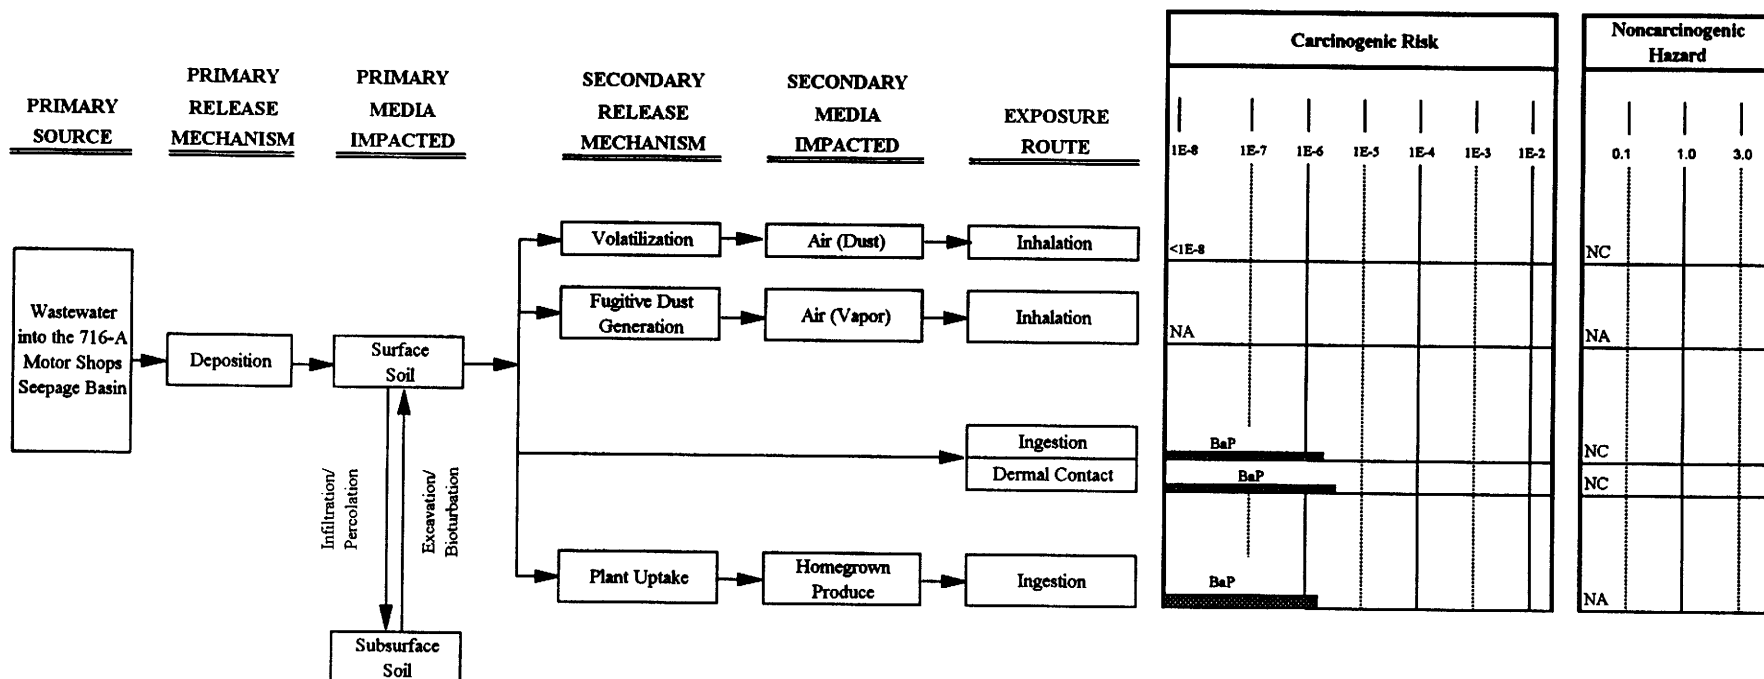 Carcinogenic Risk
Noncarcinogenic
Hazard
PRIMARY
SOURCE
PRIMARY
RELEASE
MECHANISM
PRIMARY
MEDIA
IMPACTED
SECONDARY
RELEASE
MECHANISM
SECONDARY
MEDIA
IMPACTED
EXPOSURE
ROUTE
1E-8 1E-7 1E-6 1E-5 1E-4 1E-3 1E-2
0.1 1.0 3.0
Volatilization
Air (Dust)
Inhalation
<1E-8
NC
Fugitive Dust
Generation
Air (Vapor)
Inhalation
NA
NA
Wastewater
into the 716-A
Motor Shops
Seepage Basin
Deposition
Surface
Soil
Ingestion
BaP
NC
Dermal Contact
BaP
NC
Infiltration/
Percolation
Excavation/
Bioturbation
Plant Uptake
Homegrown
Produce
Ingestion
BaP
NA
Subsurface
Soil